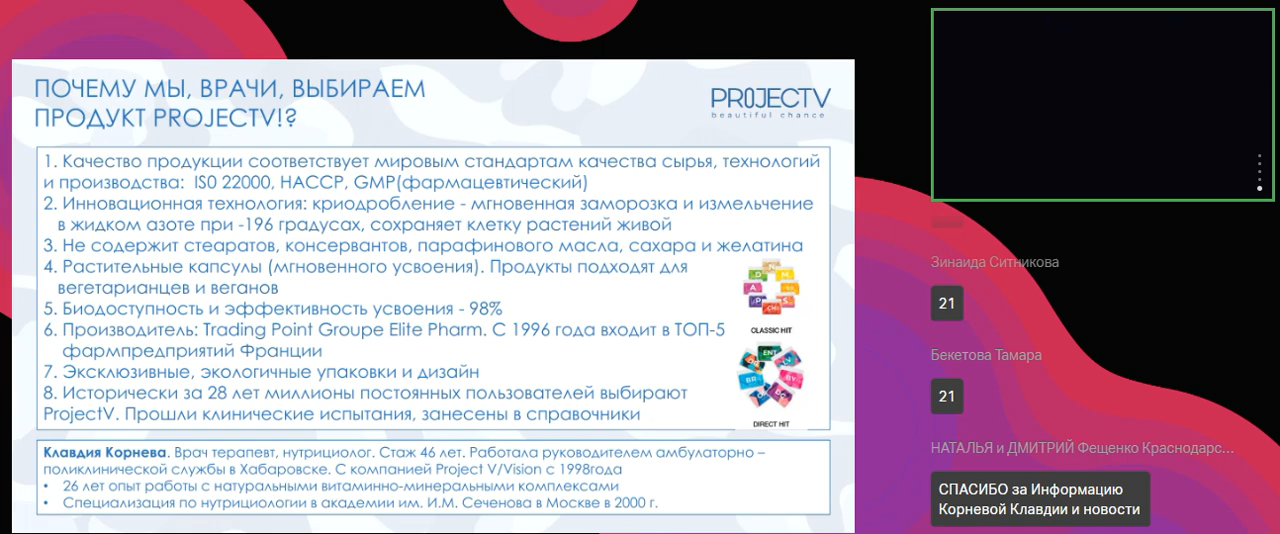 ПОЧЕМУ МЫ, ВРАЧИ, ВЫБИРАЕМ
ПРОДУКТ PROJECTV!?
PROJECTV
beautiful chance
1. Качество продукции соответствует мировым стандартам качества сырья, технологий
и производства: IS0 22000, HACCP, GMP(фармацевтический)
2. Инновационная технология: криодробление - мгновенная заморозка и измельчение
в жидком азоте при -196 градусах, сохраняет клетку растений живой
3. Не содержит стеаратов, консервантов, парафинового масла, сахара и желатина
4. Растительные капсулы (мгновенного усвоения). Продукты подходят для
вегетарианцев и веганов
5. Биодоступность и эффективность усвоения - 98%
6. Производитель: Trading Point Groupe Elite Pharm. С 1996 года входит в ТОП-5
фармпредприятий Франции
7. Эксклюзивные, экологичные упаковки и дизайн
8. Исторически за 28 лет миллионы постоянных пользователей выбирают
ProjectV. Прошли клинические испытания, занесены в справочники
CLASSIC HIT
DIRECT HIT
Клавдия Корнева. Врач терапевт, нутрициолог. Стаж 46 лет. Работала руководителем амбулаторно –
поликлинической службы в Хабаровске. С компанией Project V/Vision с 1998года
• 26 лет опыт работы с натуральными витаминно-минеральными комплексами
• Специализация по нутрициологии в академии им. И.М. Сеченова в Москве в 2000 г.
Зинаида Ситникова
21
Бекетова Тамара
21
НАТАЛЬЯ и ДМИТРИЙ Фещенко Краснодарс...
СПАСИБО за Информацию
Корневой Клавдии и новости